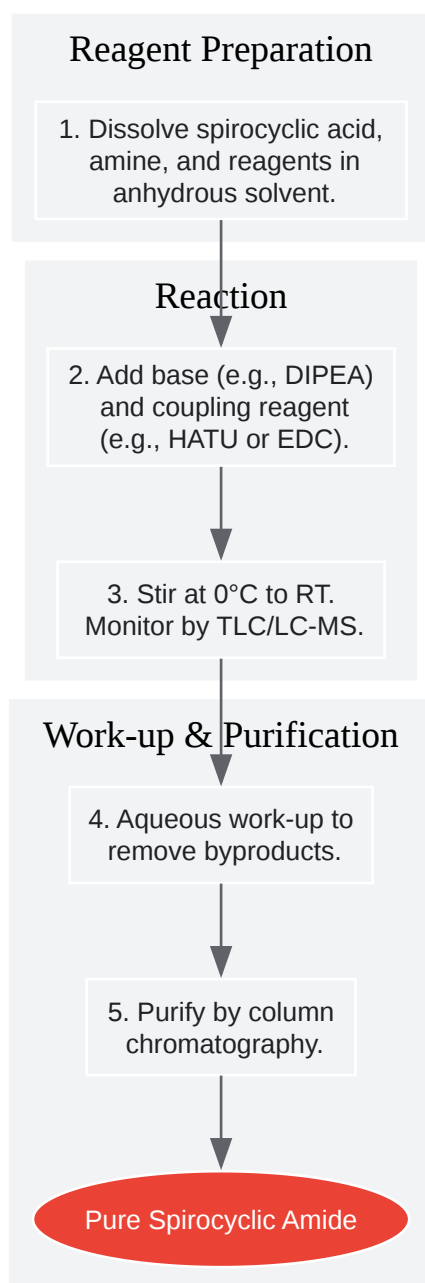 Reagent Preparation
1. Dissolve spirocyclic acid,
amine, and reagents in
anhydrous solvent.
Reaction
2. Add base (e.g., DIPEA)
and coupling reagent
(e.g., HATU or EDC).
3. Stir at 0°C to RT.
Monitor by TLC/LC-MS.
Work-up & Purification
4. Aqueous work-up to
remove byproducts.
5. Purify by column
chromatography.
Pure Spirocyclic Amide